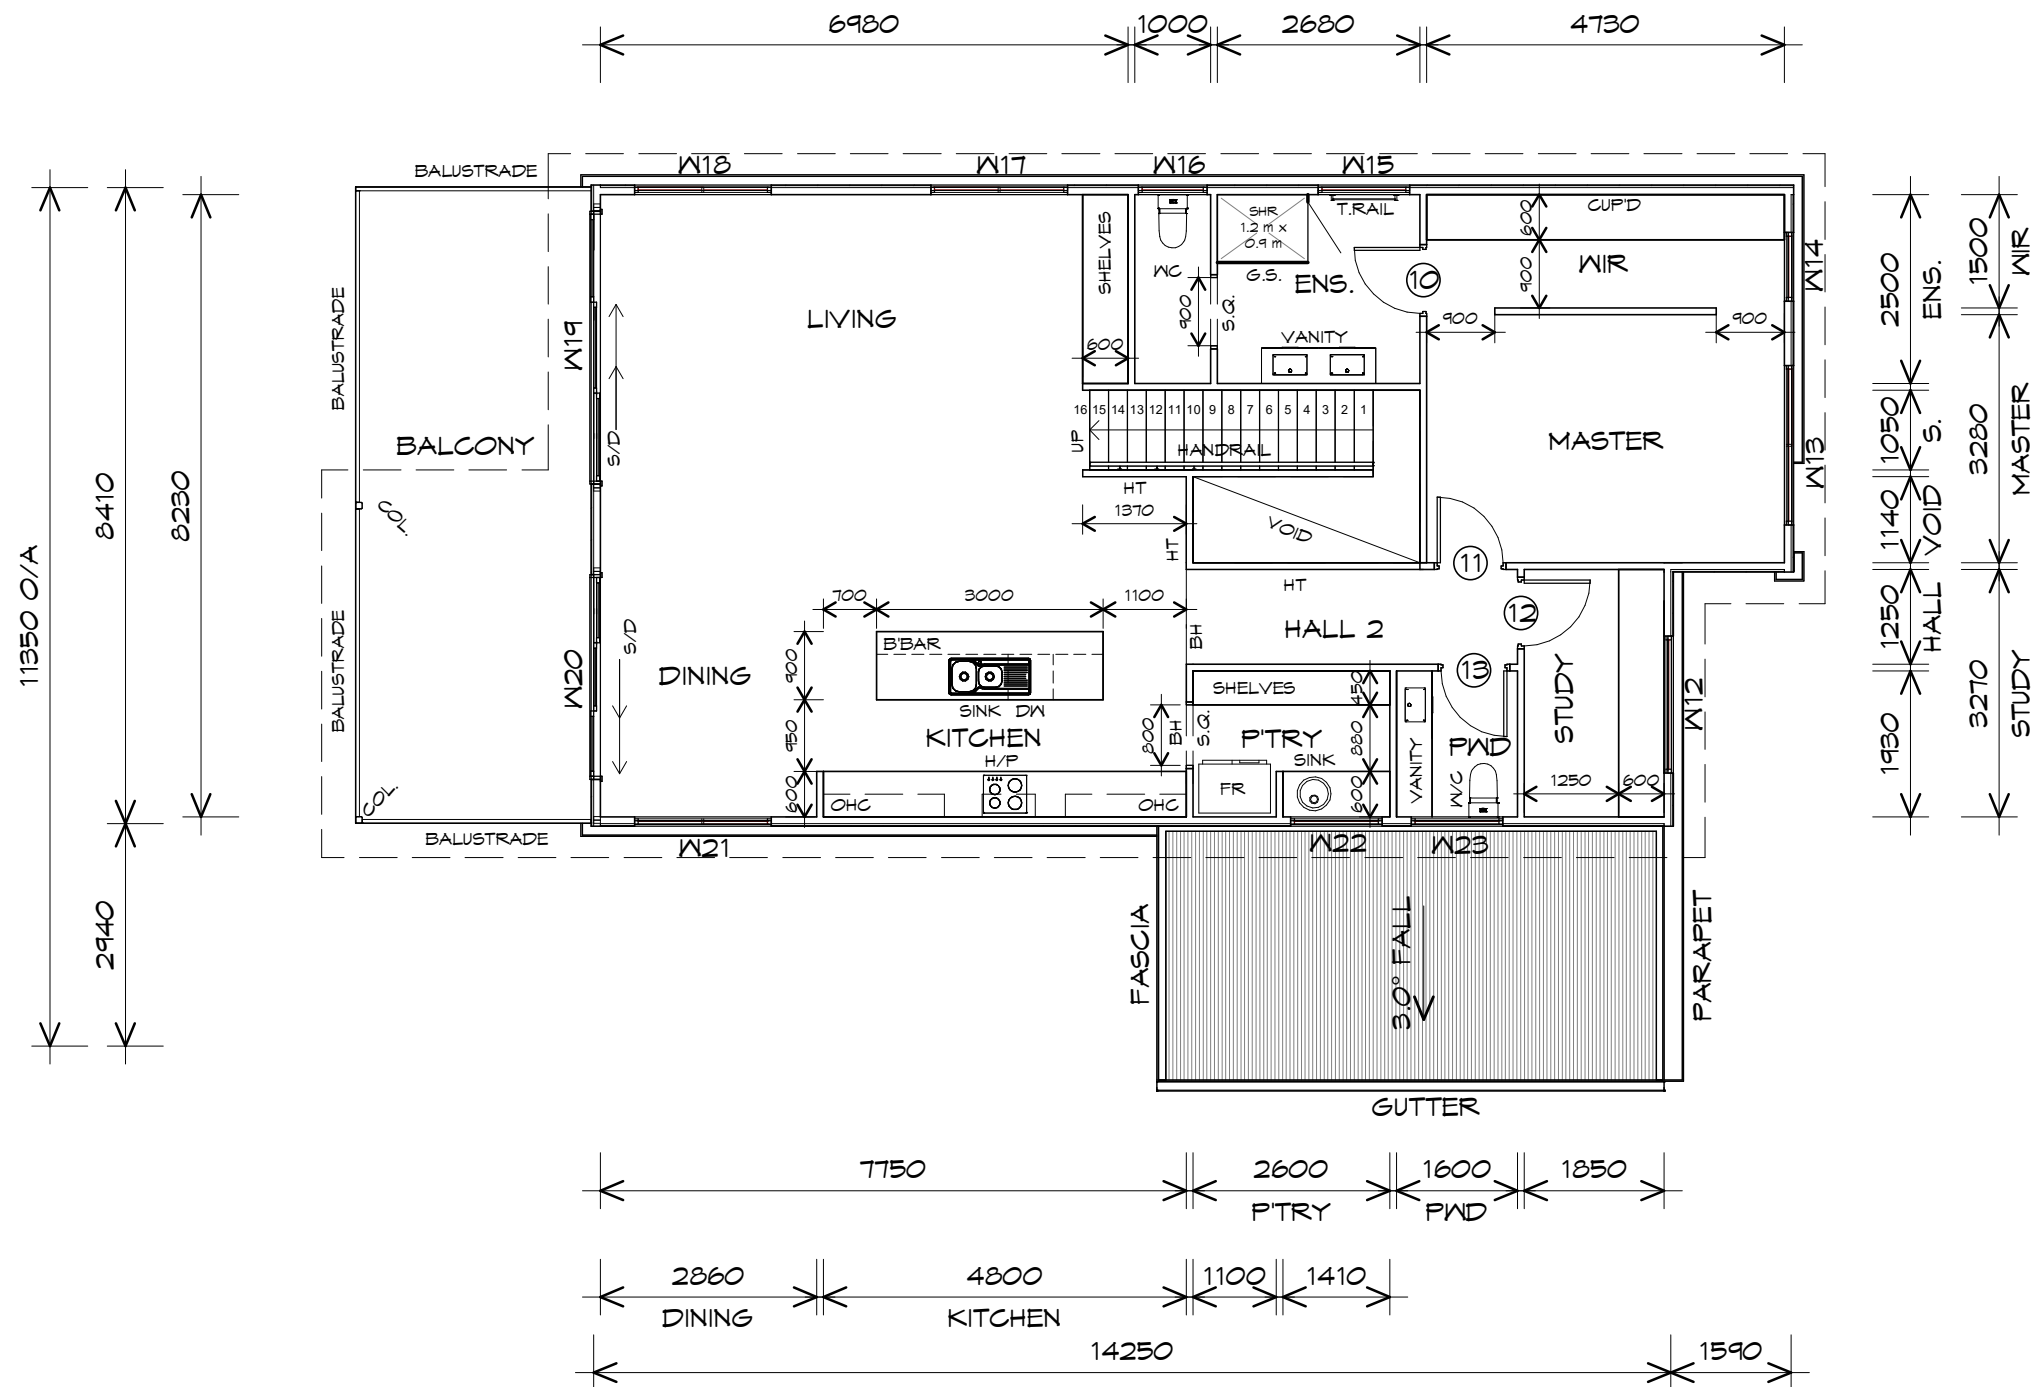 6980 1000 2680 4730
BALUSTRADE W18 W17 W16 W15
SHELVES
WC
SHR
1.2 m x
0.9 m
G.S.
T.RAIL
CUP'D
600
900
WIR
W14
10
ENS.
900
S.Q.
VANITY
600
900 900
LIVING
W19
S/D
BALUSTRADE
BALCONY
COL.
16 15 14 13 12 11 10 9 8 7 6 5 4 3 2 1
UP
HANDRAIL
MASTER
W13
HT
1370
HT
VOID
11
HT
12
HALL 2
BH
13
700 3000 1100
B'BAR
900
SINK DW
950
KITCHEN
H/P
600
OHC OHC
DINING
S/D
W20
BALUSTRADE
COL.
BALUSTRADE
W21
SHELVES
450
800
BH
S.Q.
P'TRY
880
SINK
FR
600
VANITY
PWD
W/C
STUDY
1250 600
W12
W22 W23
FASCIA
3.0° FALL
PARAPET
GUTTER
11350 O/A
8410
2940
8230
2500
ENS.
1050
S.
1140
VOID
1250
HALL
1930
1500
WIR
3280
MASTER
3270
STUDY
7750 2600 1600 1850
P'TRY PWD
2860 4800 1100 1410
DINING KITCHEN
14250 1590